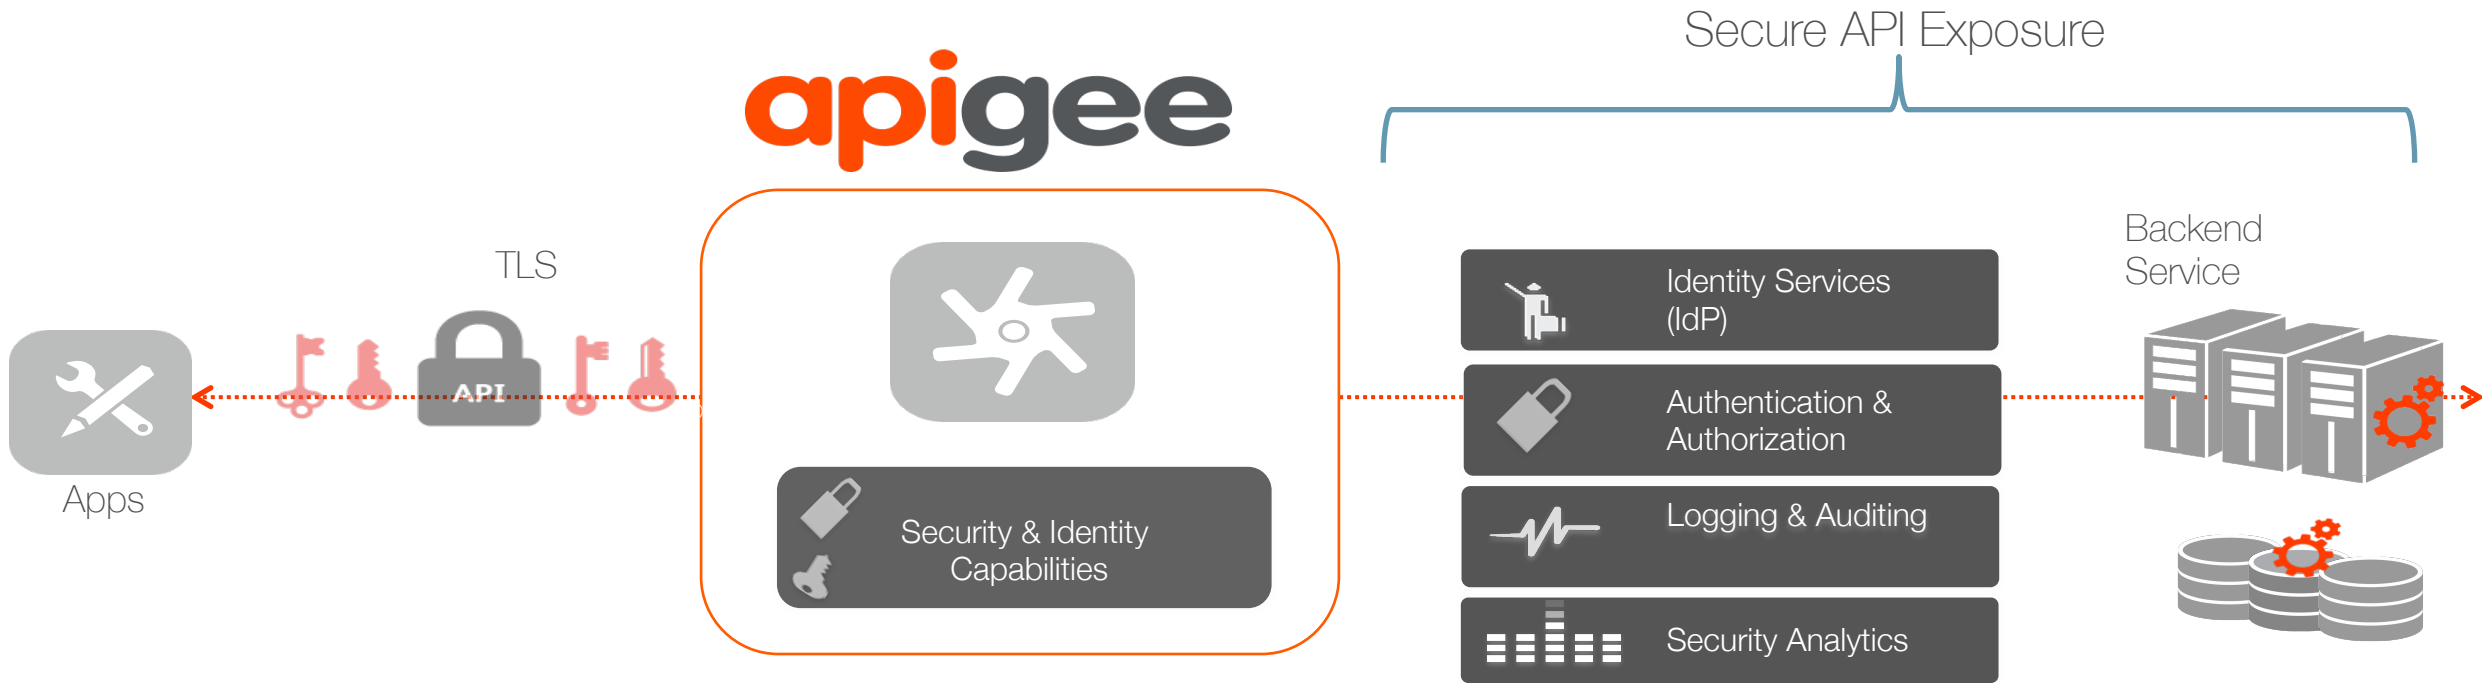 Secure API Exposure
apigee
TLS
API
Apps
Security & Identity
Capabilities
Identity Services
(IdP)
Authentication &
Authorization
Logging & Auditing
Security Analytics
Backend
Service